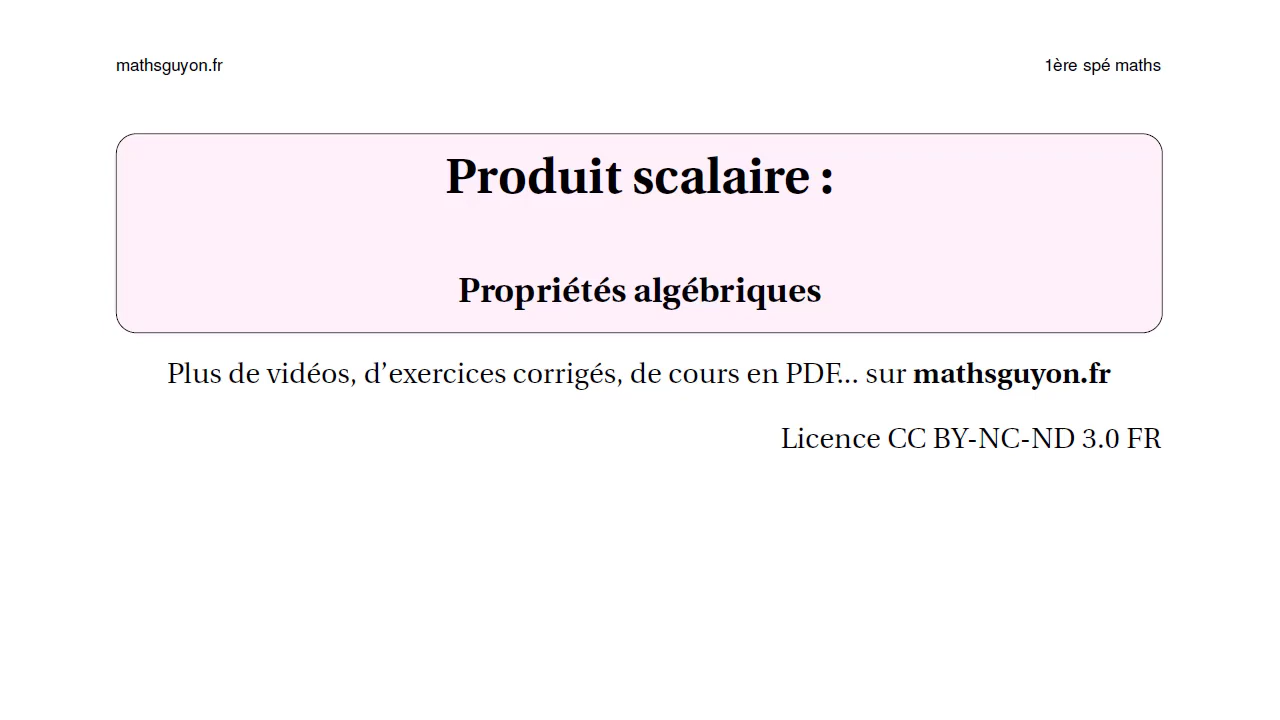 mathsguyon.fr
1ère spé maths
Produit scalaire :
Propriétés algébriques
Plus de vidéos, d’exercices corrigés, de cours en PDF... sur mathsguyon.fr
Licence CC BY-NC-ND 3.0 FR